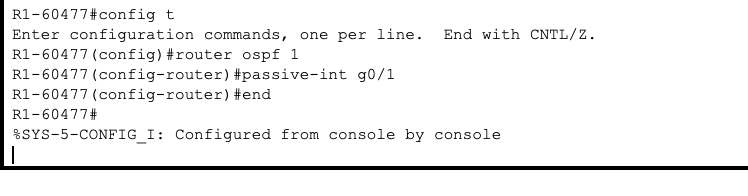 R1-60477#config t
Enter configuration commands, one per line.  End with CNTL/Z.
R1-60477(config)#router ospf 1
R1-60477(config-router)#passive-int g0/1
R1-60477(config-router)#end
R1-60477#
%SYS-5-CONFIG_I: Configured from console by console